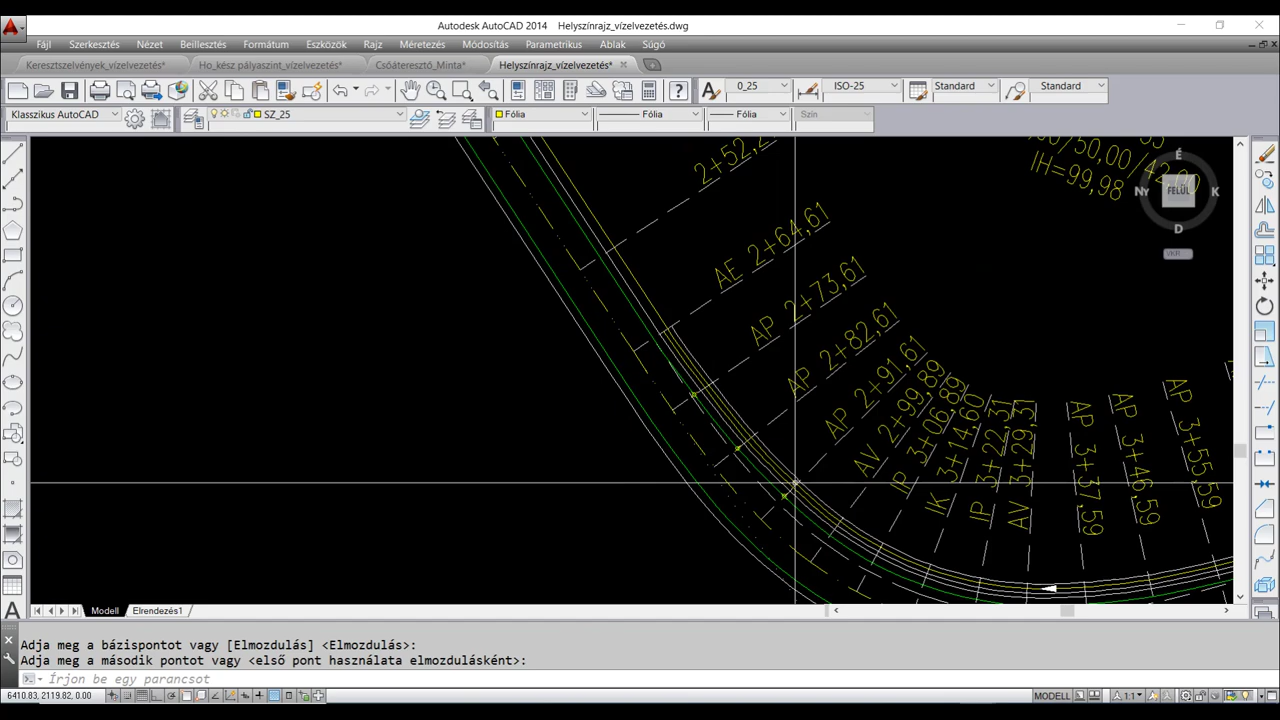 Autodesk AutoCAD 2014 Helyszínrajz_vízelvezetés.dwg
Fájl Szerkesztés Nézet Beillesztés Formátum Eszközök Rajz Méretezés Módosítás Parametrikus Ablak Súgó
Keresztszelvények_vízelvezetés* Ho_kész pályaszint_vízelvezetés* Csőáteresztő_Minta* Helyszínrajz_vízelvezetés*
0_25 ISO-25 Standard Standard
Klasszikus AutoCAD SZ_25 Fólia Fólia Fólia Szín
IH=99,98
É
NY FELÜL K
D
VKR
AE 2+64,61
AP 2+73,61
AP 2+82,61
AP 2+91,61
AV 2+99,89
IP 3+06,89
IK 3+14,60
IP 3+22,31
AV 3+29,31
AP 3+37,59
AP 3+46,59
AP 3+55,59
Modell Elrendezés1
Adja meg a bázispontot vagy [Elmozdulás] <Elmozdulás>:
Adja meg a második pontot vagy <első pont használata elmozdulásként>:
Írjon be egy parancsot
6410.83, 2119.82, 0.00 MODELL 1:1